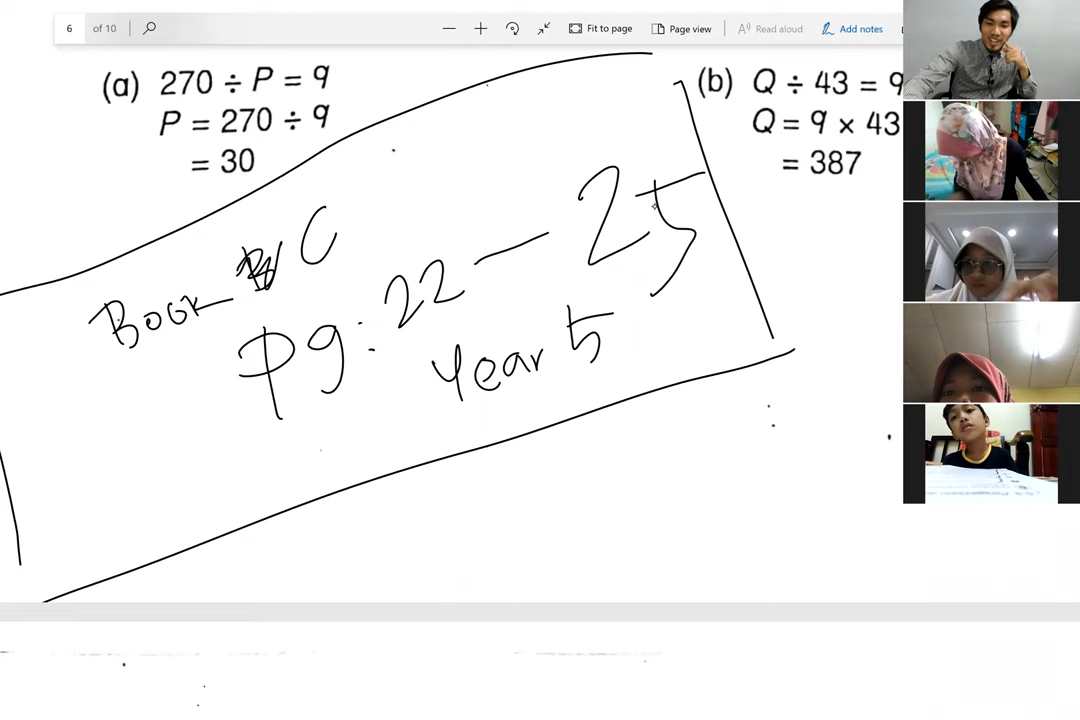 6 of 10 Fit to page Page view Read aloud Add notes
(a) 270 ÷ P = 9
P = 270 ÷ 9
= 30
(b) Q ÷ 43 = 9
Q = 9 × 43
= 387
Book C
Pg: 22 — 25
Year 5